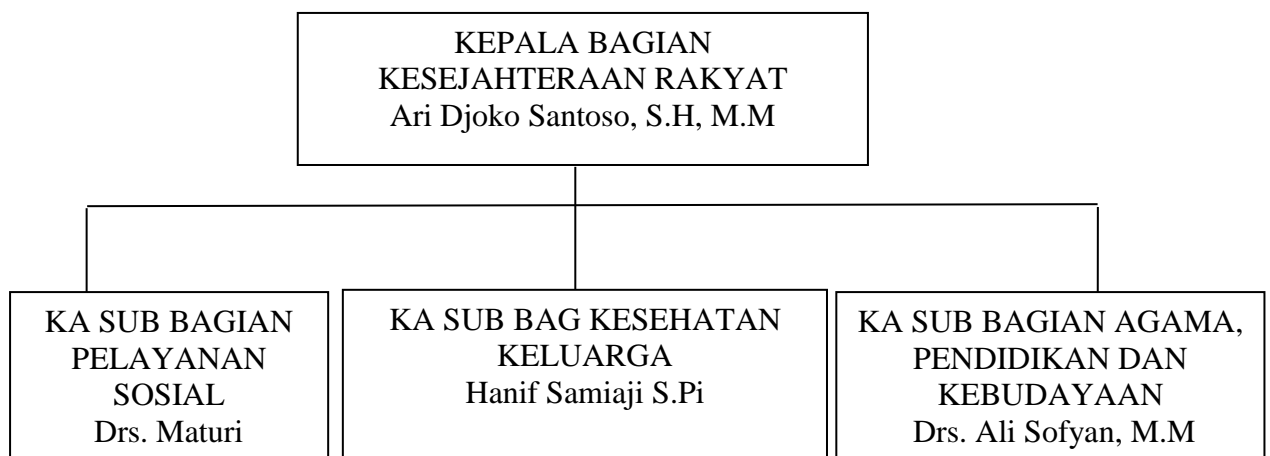 KEPALA BAGIAN
KESEJAHTERAAN RAKYAT
Ari Djoko Santoso, S.H, M.M
KA SUB BAGIAN
PELAYANAN
SOSIAL
Drs. Maturi
KA SUB BAG KESEHATAN
KELUARGA
Hanif Samiaji S.Pi
KA SUB BAGIAN AGAMA,
PENDIDIKAN DAN
KEBUDAYAAN
Drs. Ali Sofyan, M.M